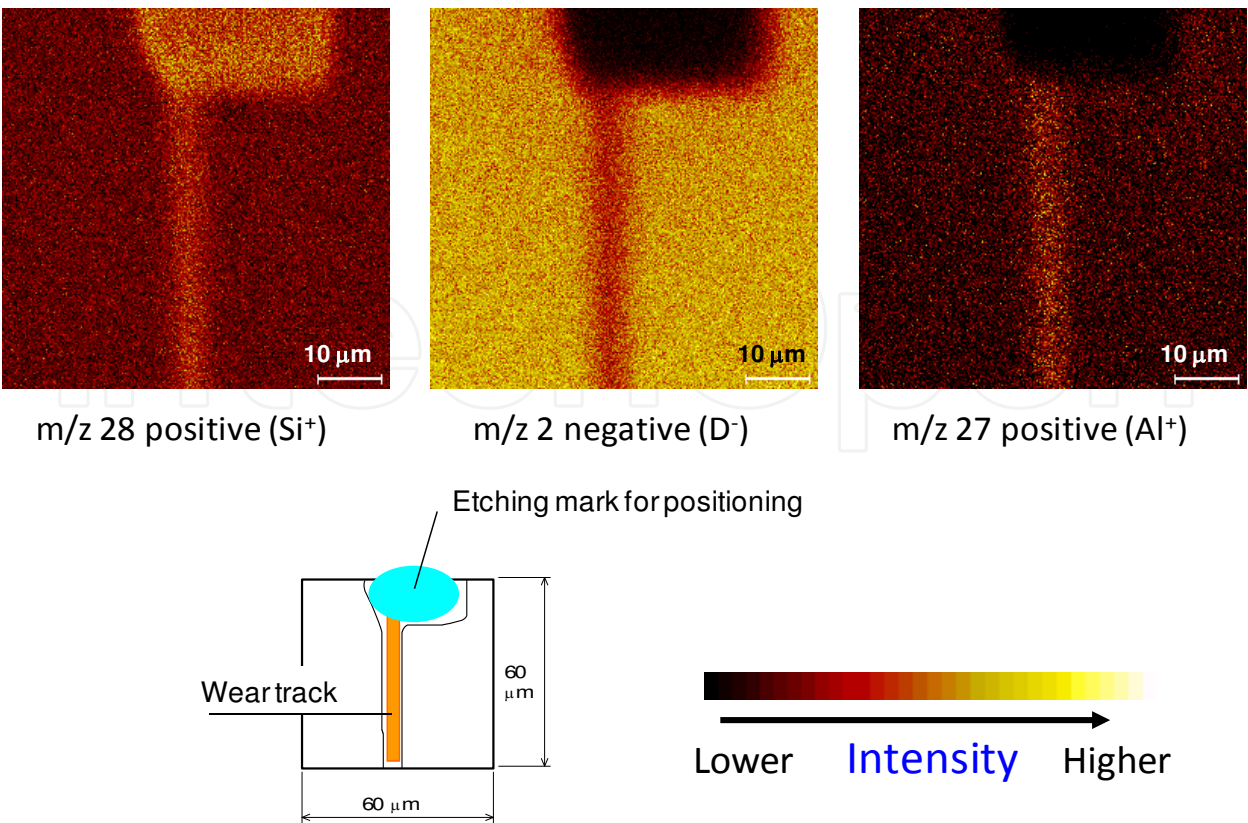 10 μm
10 μm
10 μm
m/z 28 positive (Si⁺)
m/z 2 negative (D⁻)
m/z 27 positive (Al⁺)
intechopen
Etching mark for positioning
Wear track
60
μm
60 μm
Lower
Intensity
Higher